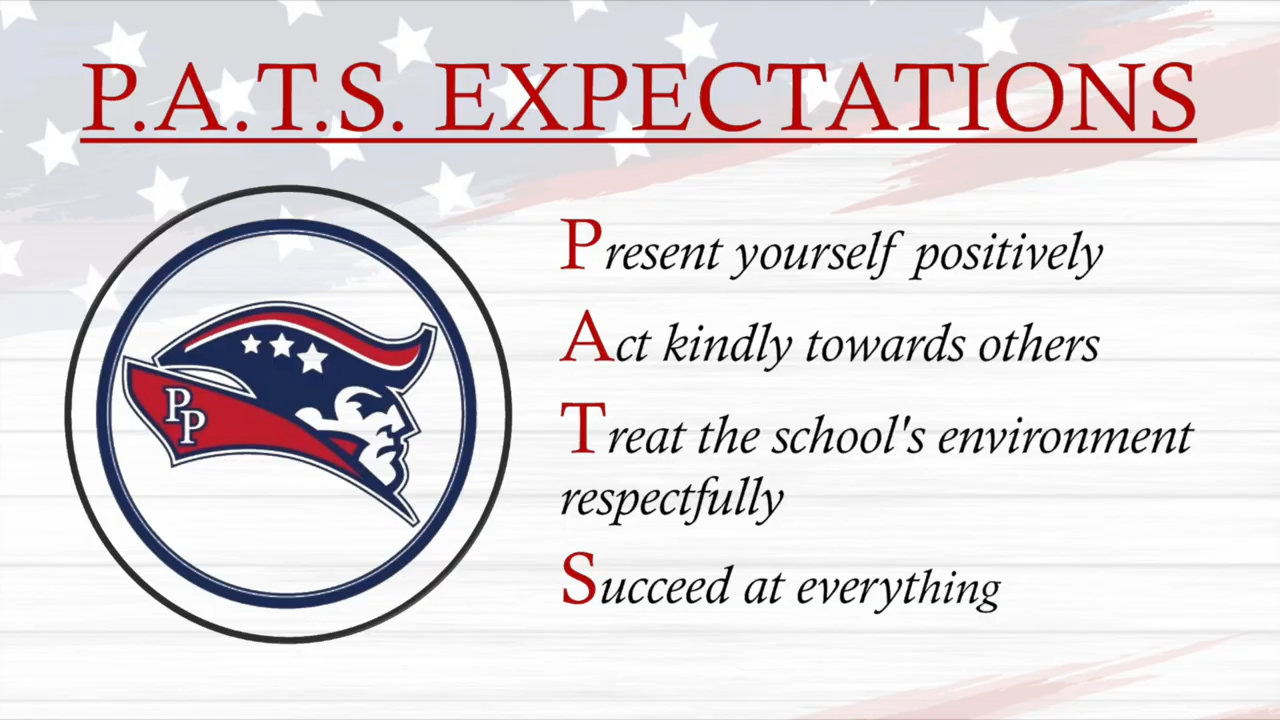 P.A.T.S. EXPECTATIONS
PP
Present yourself positively
Act kindly towards others
Treat the school's environment
respectfully
Succeed at everything